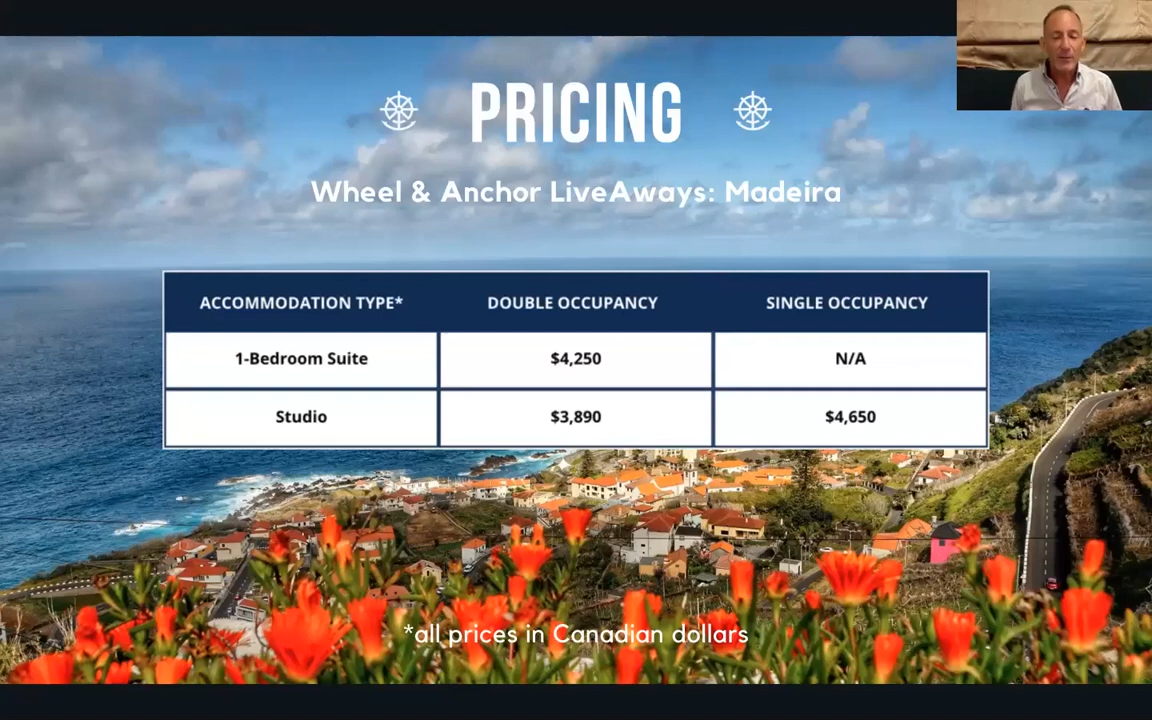 PRICING
Wheel & Anchor LiveAways: Madeira
ACCOMMODATION TYPE* DOUBLE OCCUPANCY SINGLE OCCUPANCY
1-Bedroom Suite $4,250 N/A
Studio $3,890 $4,650
*all prices in Canadian dollars